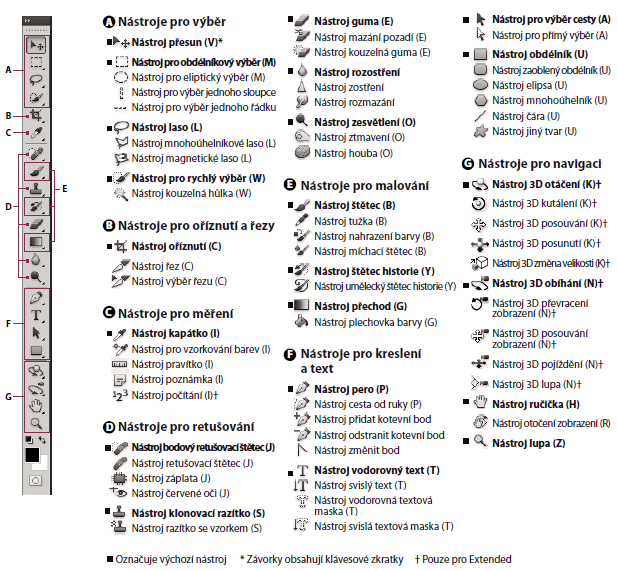 A
B
C
D
E
F
G
A Nástroje pro výběr
■ Nástroj přesun (V)*
■ Nástroj pro obdélníkový výběr (M)
Nástroj pro eliptický výběr (M)
Nástroj pro výběr jednoho sloupce
Nástroj pro výběr jednoho řádku
■ Nástroj laso (L)
Nástroj mnohoúhelníkové laso (L)
Nástroj magnetické laso (L)
■ Nástroj pro rychlý výběr (W)
Nástroj kouzelná hůlka (W)
B Nástroje pro oříznutí a řezy
■ Nástroj oříznutí (C)
Nástroj řez (C)
Nástroj výběr řezu (C)
C Nástroje pro měření
■ Nástroj kapátko (I)
Nástroj pro vzorkování barev (I)
Nástroj pravítko (I)
Nástroj poznámka (I)
Nástroj počítání (I)†
D Nástroje pro retušování
■ Nástroj bodový retušovací štětec (J)
Nástroj retušovací štětec (J)
Nástroj záplata (J)
Nástroj červené oči (J)
■ Nástroj klonovací razítko (S)
Nástroj razítko se vzorkem (S)
■ Nástroj guma (E)
Nástroj mazání pozadí (E)
Nástroj kouzelná guma (E)
■ Nástroj rozostření
Nástroj zostření
Nástroj rozmazání
■ Nástroj zesvětlení (O)
Nástroj ztmavení (O)
Nástroj houba (O)
E Nástroje pro malování
■ Nástroj štětec (B)
Nástroj tužka (B)
Nástroj nahrazení barvy (B)
Nástroj míchací štětec (B)
■ Nástroj štětec historie (Y)
Nástroj umělecký štětec historie (Y)
■ Nástroj přechod (G)
Nástroj plechovka barvy (G)
F Nástroje pro kreslení
a text
■ Nástroj pero (P)
Nástroj cesta od ruky (P)
Nástroj přidat kotevní bod
Nástroj odstranit kotevní bod
Nástroj změnit bod
■ Nástroj vodorovný text (T)
Nástroj svislý text (T)
Nástroj vodorovná textová
maska (T)
Nástroj svislá textová maska (T)
■ Nástroj pro výběr cesty (A)
Nástroj pro přímý výběr (A)
■ Nástroj obdélník (U)
Nástroj zaoblený obdélník (U)
Nástroj elipsa (U)
Nástroj mnohoúhelník (U)
Nástroj čára (U)
Nástroj jiný tvar (U)
G Nástroje pro navigaci
■ Nástroj 3D otáčení (K)†
Nástroj 3D kutálení (K)†
Nástroj 3D posouvání (K)†
Nástroj 3D posunutí (K)†
Nástroj 3D změna velikosti (K)†
■ Nástroj 3D obíhání (N)†
Nástroj 3D převracení
zobrazení (N)†
Nástroj 3D posouvání
zobrazení (N)†
Nástroj 3D pojíždění (N)†
Nástroj 3D lupa (N)†
■ Nástroj ručička (H)
Nástroj otočení zobrazení (R)
■ Nástroj lupa (Z)
■ Označuje výchozí nástroj * Závorky obsahují klávesové zkratky † Pouze pro Extended